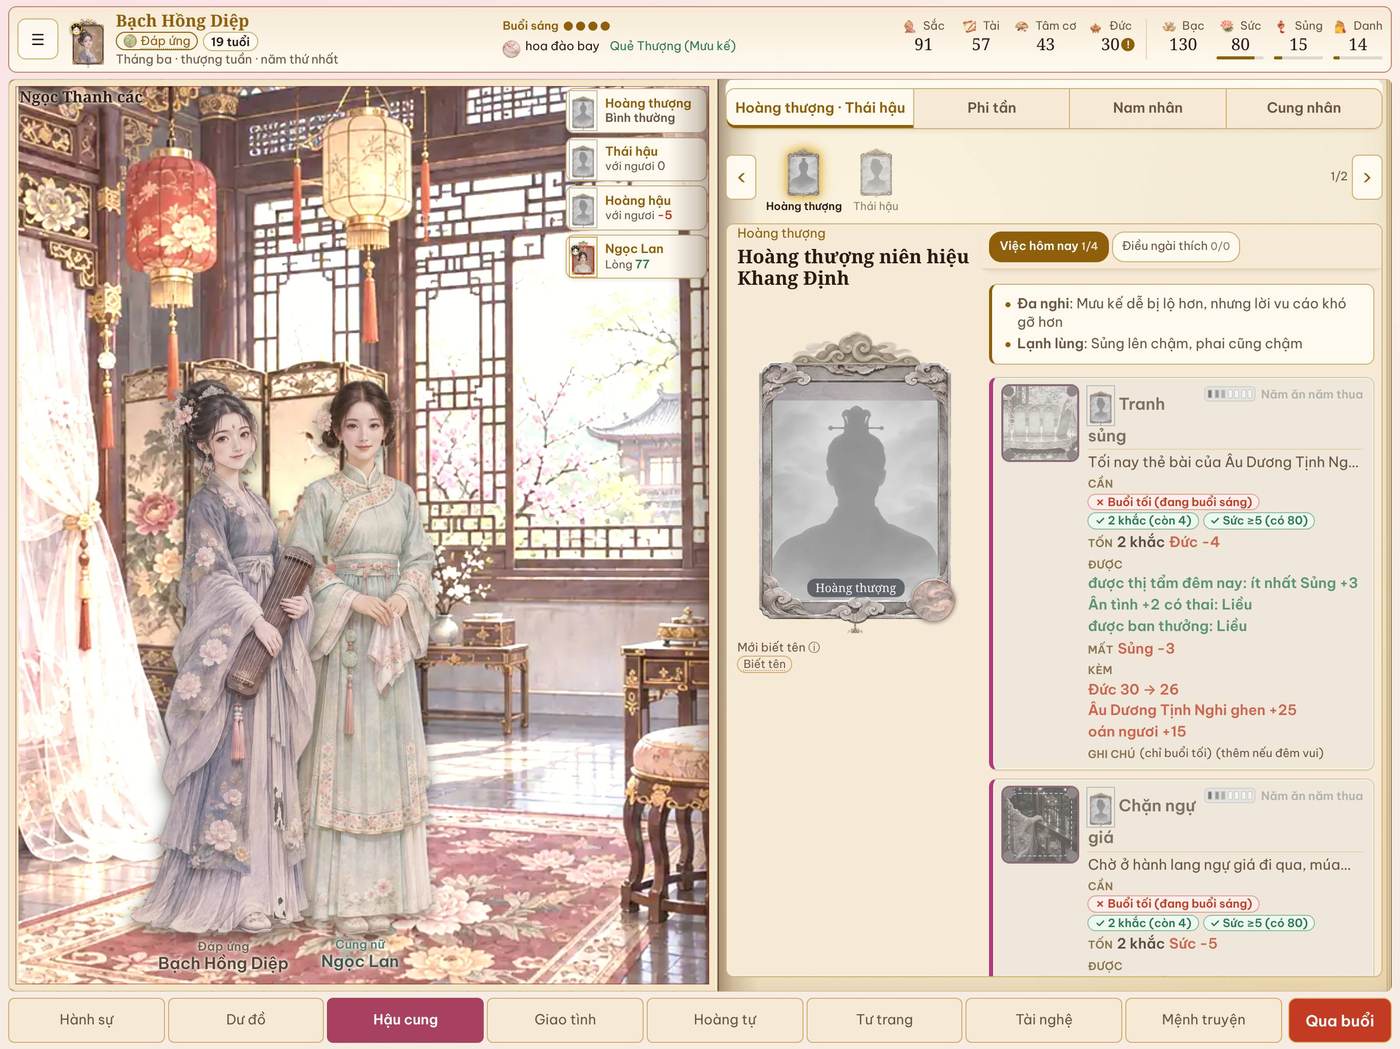 ☰
Bạch Hồng Diệp
Đáp ứng
19 tuổi
Tháng ba · thượng tuần · năm thứ nhất
Buổi sáng
hoa đào bay Quẻ Thượng (Mưu kế)
Sắc Tài Tâm cơ Đức Bạc Sức Sủng Danh
91 57 43 30 ! 130 80 15 14
Ngọc Thanh các
Hoàng thượng
Bình thường
Thái hậu
với ngươi 0
Hoàng hậu
với ngươi -5
Ngọc Lan
Lòng 77
Đáp ứng
Bạch Hồng Diệp
Cung nữ
Ngọc Lan
Hoàng thượng · Thái hậu
Phi tần
Nam nhân
Cung nhân
‹
Hoàng thượng
Thái hậu
1/2
›
Hoàng thượng
Hoàng thượng niên hiệu
Khang Định
Hoàng thượng
Mới biết tên ⓘ
Biết tên
Việc hôm nay 1/4
Điều ngài thích 0/0
• Đa nghi: Mưu kế dễ bị lộ hơn, nhưng lời vu cáo khó
gỡ hơn
• Lạnh lùng: Sủng lên chậm, phai cũng chậm
Tranh
sủng
Năm ăn năm thua
Tối nay thẻ bài của Âu Dương Tịnh Ng...
CẦN
× Buổi tối (đang buổi sáng)
✓ 2 khắc (còn 4) ✓ Sức ≥5 (có 80)
TỐN 2 khắc Đức -4
ĐƯỢC
được thị tẩm đêm nay: ít nhất Sủng +3
Ân tình +2 có thai: Liều
được ban thưởng: Liều
MẤT Sủng -3
KÈM
Đức 30 → 26
Âu Dương Tịnh Nghi ghen +25
oán ngươi +15
GHI CHÚ (chỉ buổi tối) (thêm nếu đêm vui)
Chặn ngự
giá
Năm ăn năm thua
Chờ ở hành lang ngự giá đi qua, múa...
CẦN
× Buổi tối (đang buổi sáng)
✓ 2 khắc (còn 4) ✓ Sức ≥5 (có 80)
TỐN 2 khắc Sức -5
ĐƯỢC
Hành sự
Dư đồ
Hậu cung
Giao tình
Hoàng tự
Tư trang
Tài nghệ
Mệnh truyện
Qua buổi